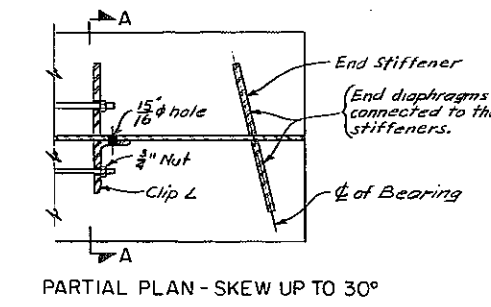 A
End Stiffener
15/16" φ hole
End diaphragms
connected to the
stiffeners.
3/4" Nut
Clip L
℄ of Bearing
A
PARTIAL PLAN - SKEW UP TO 30°